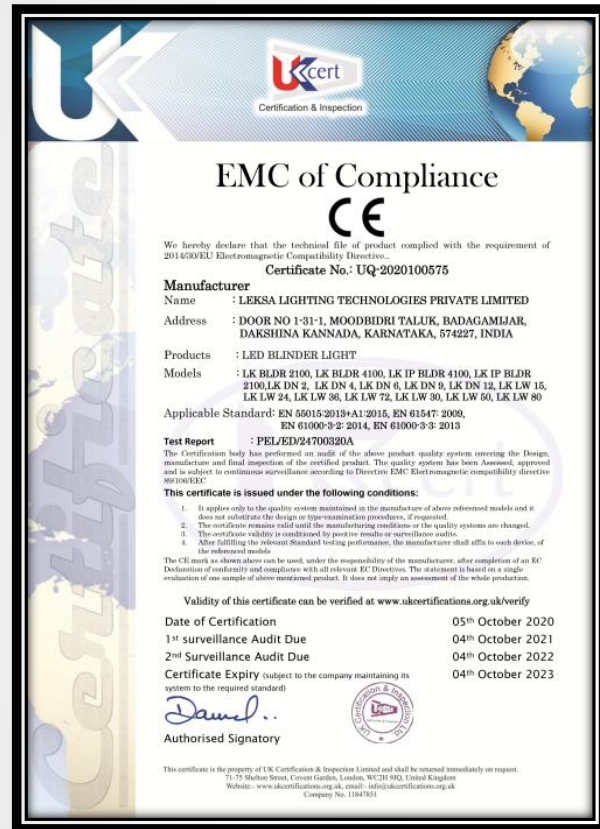 UK
UKcert
Certification & Inspection
Certificate
EMC of Compliance
CE
We hereby declare that the technical file of product complied with the requirement of
2014/30/EU Electromagnetic Compatibility Directive..
Certificate No.: UQ-2020100575
Manufacturer
Name : LEKSA LIGHTING TECHNOLOGIES PRIVATE LIMITED
Address : DOOR NO 1-31-1, MOODBIDRI TALUK, BADAGAMIJAR,
DAKSHINA KANNADA, KARNATAKA, 574227, INDIA
Products : LED BLINDER LIGHT
Models : LK BLDR 2100, LK BLDR 4100, LK IP BLDR 4100, LK IP BLDR
2100,LK DN 2, LK DN 4, LK DN 6, LK DN 9, LK DN 12, LK LW 15,
LK LW 24, LK LW 36, LK LW 72, LK LW 30, LK LW 50, LK LW 80
Applicable Standard: EN 55015:2013+A1:2015, EN 61547: 2009,
EN 61000-3-2: 2014, EN 61000-3-3: 2013
Test Report : PEL/ED/24700320A
The Certification body has performed an audit of the above product quality system covering the Design,
manufacture and final inspection of the certified product. The quality system has been Assessed, approved
and is subject to continuous surveillance according to Directive EMC Electromagnetic compatibility directive
89/106/EEC
This certificate is issued under the following conditions:
1. It applies only to the quality system maintained in the manufacture of above referenced models and it
does not substitute the design or type-examination procedures, if requested.
2. The certificate remains valid until the manufacturing conditions or the quality systems are changed.
3. The certificate validity is conditioned by positive results or surveillance audits.
4. After fulfilling the relevant Standard testing performance, the manufacturer shall affix to each device, of
the referenced models
The CE mark as shown above can be used, under the responsibility of the manufacturer, after completion of an EC
Declaration of conformity and compliance with all relevant EC Directives. The statement is based on a single
evaluation of one sample of above mentioned product. It does not imply an assessment of the whole production.
Validity of this certificate can be verified at www.ukcertifications.org.uk/verify
Date of Certification 05th October 2020
1st surveillance Audit Due 04th October 2021
2nd Surveillance Audit Due 04th October 2022
Certificate Expiry (subject to the company maintaining its 04th October 2023
system to the required standard)
Authorised Signatory
This certificate is the property of UK Certification & Inspection Limited and shall be returned immediately on request.
71-75 Shelton Street, Covent Garden, London, WC2H 9JQ, United Kingdom
Website:- www.ukcertifications.org.uk, email:- info@ukcertifications.org.uk
Company No. 11847851